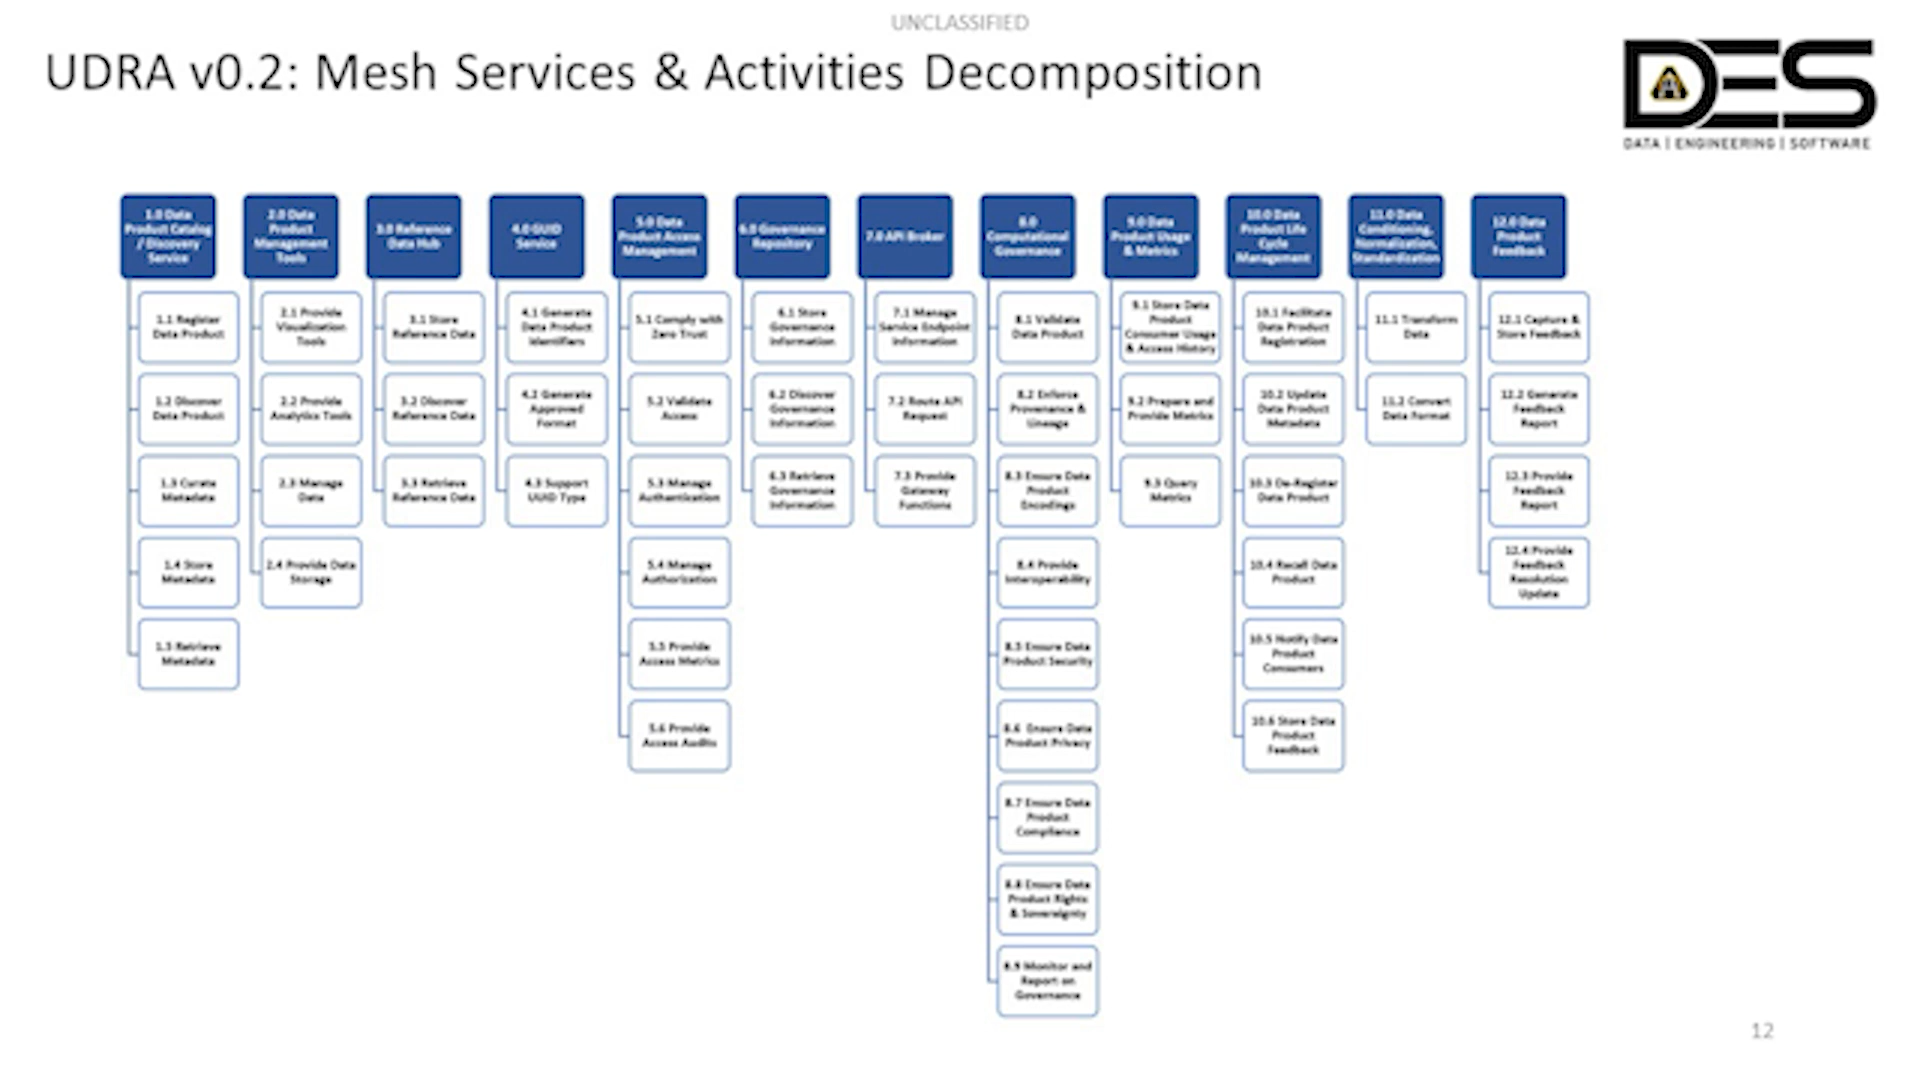 UNCLASSIFIED
UDRA v0.2: Mesh Services & Activities Decomposition
DES
DATA | ENGINEERING | SOFTWARE
1.0 Data
Product Catalog
/ Discovery
Service
1.1 Register
Data Product
1.2 Discover
Data Product
1.3 Curate
Metadata
1.4 Store
Metadata
1.5 Retrieve
Metadata
2.0 Data
Product
Management
Tools
2.1 Provide
Visualization
Tools
2.2 Provide
Analytics Tools
2.3 Manage
Data
2.4 Provide Data
Storage
3.0 Reference
Data Hub
3.1 Store
Reference Data
3.2 Discover
Reference Data
3.3 Retrieve
Reference Data
4.0 GUID
Service
4.1 Generate
Data Product
Identifiers
4.2 Generate
Approved
Format
4.3 Support
UUID Type
5.0 Data
Product Access
Management
5.1 Comply with
Zero Trust
5.2 Validate
Access
5.3 Manage
Authentication
5.4 Manage
Authorization
5.5 Provide
Access Metrics
5.6 Provide
Access Audits
6.0 Governance
Repository
6.1 Store
Governance
Information
6.2 Discover
Governance
Information
6.3 Retrieve
Governance
Information
7.0 API Broker
7.1 Manage
Service Endpoint
Information
7.2 Route API
Request
7.3 Provide
Gateway
Functions
8.0
Computational
Governance
8.1 Validate
Data Product
8.2 Enforce
Provenance &
Lineage
8.3 Ensure Data
Product
Encodings
8.4 Provide
Interoperability
8.5 Ensure Data
Product Security
8.6 Ensure Data
Product Privacy
8.7 Ensure Data
Product
Compliance
8.8 Ensure Data
Product Rights
& Sovereignty
8.9 Monitor and
Report on
Governance
9.0 Data
Product Usage
& Metrics
9.1 Store Data
Product
Consumer Usage
& Access History
9.2 Prepare and
Provide Metrics
9.3 Query
Metrics
10.0 Data
Product Life
Cycle
Management
10.1 Facilitate
Data Product
Registration
10.2 Update
Data Product
Metadata
10.3 De-Register
Data Product
10.4 Recall Data
Product
10.5 Notify Data
Product
Consumers
10.6 Store Data
Product
Feedback
11.0 Data
Conditioning,
Normalization,
Standardization
11.1 Transform
Data
11.2 Convert
Data Format
12.0 Data
Product
Feedback
12.1 Capture &
Store Feedback
12.2 Generate
Feedback
Report
12.3 Provide
Feedback
Report
12.4 Provide
Feedback
Resolution
Update
12